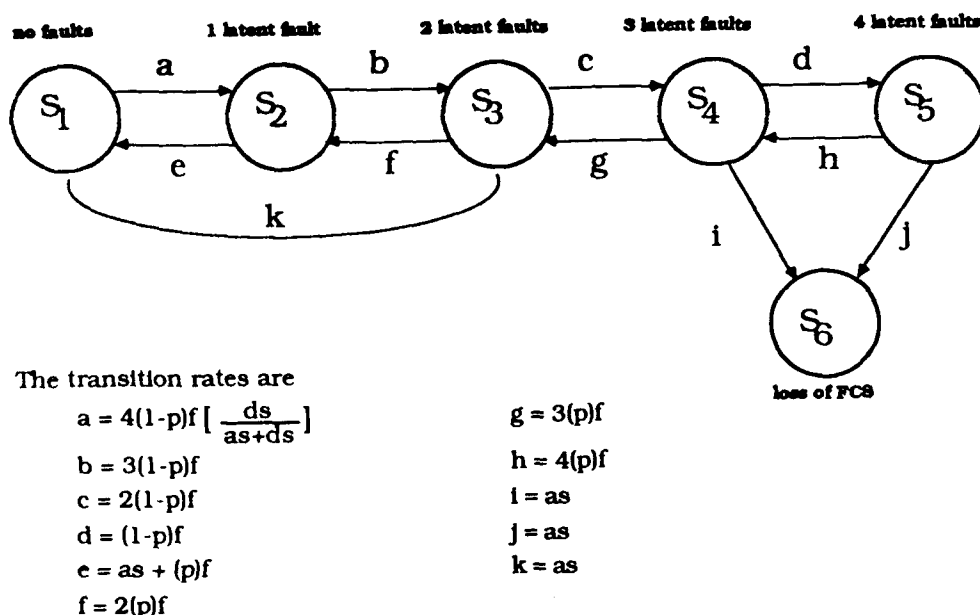 no faults 1 latent fault 2 latent faults 3 latent faults 4 latent faults
a b c d
S1 S2 S3 S4 S5
e f g h
k
i j
S6
loss of FCS
The transition rates are
a = 4(1-p)f [ ds / as+ds ]
b = 3(1-p)f
c = 2(1-p)f
d = (1-p)f
e = as + (p)f
f = 2(p)f
g = 3(p)f
h = 4(p)f
i = as
j = as
k = as